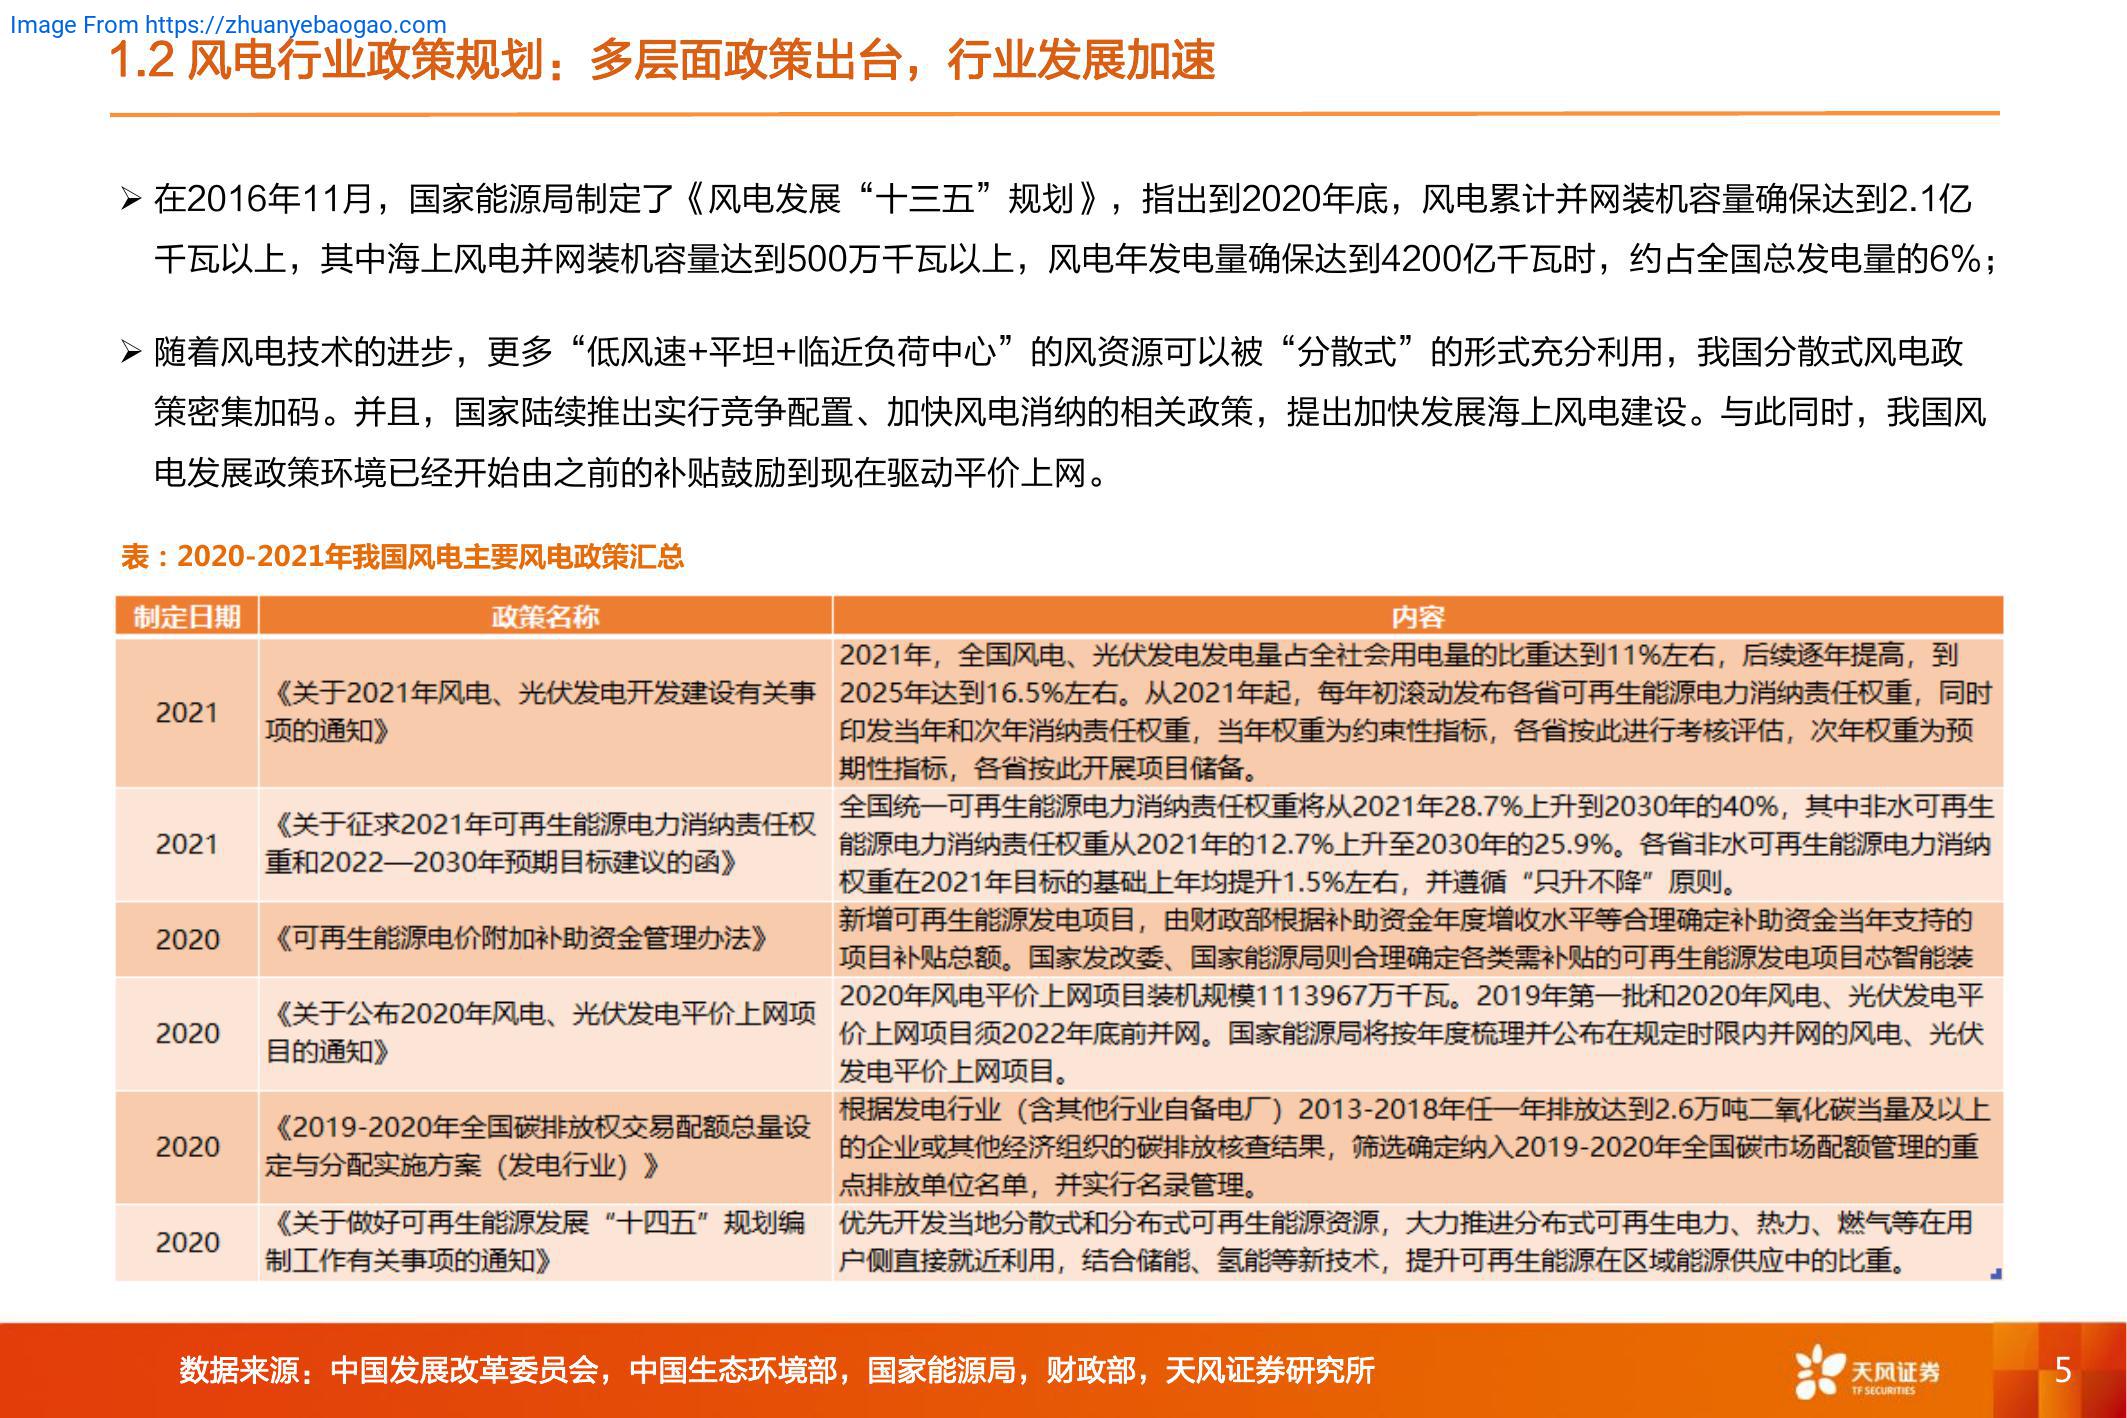 Image From https://zhuanyebaogao.com
1.2 风电行业政策规划：多层面政策出台，行业发展加速
➢ 在2016年11月，国家能源局制定了《风电发展“十三五”规划》，指出到2020年底，风电累计并网装机容量确保达到2.1亿
千瓦以上，其中海上风电并网装机容量达到500万千瓦以上，风电年发电量确保达到4200亿千瓦时，约占全国总发电量的6%；
➢ 随着风电技术的进步，更多“低风速+平坦+临近负荷中心”的风资源可以被“分散式”的形式充分利用，我国分散式风电政
策密集加码。并且，国家陆续推出实行竞争配置、加快风电消纳的相关政策，提出加快发展海上风电建设。与此同时，我国风
电发展政策环境已经开始由之前的补贴鼓励到现在驱动平价上网。
表：2020-2021年我国风电主要风电政策汇总
制定日期 政策名称 内容
2021
《关于2021年风电、光伏发电开发建设有关事
项的通知》
2021年，全国风电、光伏发电发电量占全社会用电量的比重达到11%左右，后续逐年提高，到
2025年达到16.5%左右。从2021年起，每年初滚动发布各省可再生能源电力消纳责任权重，同时
印发当年和次年消纳责任权重，当年权重为约束性指标，各省按此进行考核评估，次年权重为预
期性指标，各省按此开展项目储备。
2021
《关于征求2021年可再生能源电力消纳责任权
重和2022—2030年预期目标建议的函》
全国统一可再生能源电力消纳责任权重将从2021年28.7%上升到2030年的40%，其中非水可再生
能源电力消纳责任权重从2021年的12.7%上升至2030年的25.9%。各省非水可再生能源电力消纳
权重在2021年目标的基础上年均提升1.5%左右，并遵循“只升不降”原则。
2020
《可再生能源电价附加补助资金管理办法》
新增可再生能源发电项目，由财政部根据补助资金年度增收水平等合理确定补助资金当年支持的
项目补贴总额。国家发改委、国家能源局则合理确定各类需补贴的可再生能源发电项目芯智能装
2020
《关于公布2020年风电、光伏发电平价上网项
目的通知》
2020年风电平价上网项目装机规模1113967万千瓦。2019年第一批和2020年风电、光伏发电平
价上网项目须2022年底前并网。国家能源局将按年度梳理并公布在规定时限内并网的风电、光伏
发电平价上网项目。
2020
《2019-2020年全国碳排放权交易配额总量设
定与分配实施方案（发电行业）》
根据发电行业（含其他行业自备电厂）2013-2018年任一年排放达到2.6万吨二氧化碳当量及以上
的企业或其他经济组织的碳排放核查结果，筛选确定纳入2019-2020年全国碳市场配额管理的重
点排放单位名单，并实行名录管理。
2020
《关于做好可再生能源发展“十四五”规划编
制工作有关事项的通知》
优先开发当地分散式和分布式可再生能源资源，大力推进分布式可再生电力、热力、燃气等在用
户侧直接就近利用，结合储能、氢能等新技术，提升可再生能源在区域能源供应中的比重。
数据来源：中国发展改革委员会，中国生态环境部，国家能源局，财政部，天风证券研究所
天风证券
TF SECURITIES
5